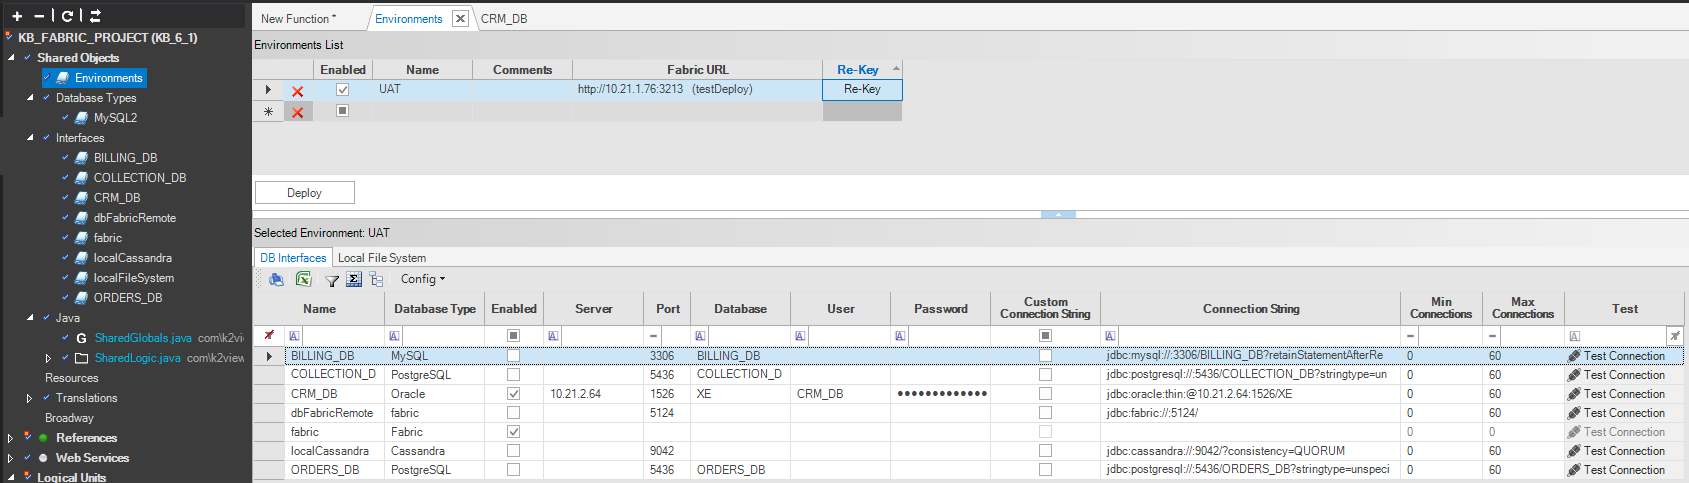 New Function *
Environments
CRM_DB
KB_FABRIC_PROJECT (KB_6_1)
Shared Objects
Environments
Database Types
MySQL2
Interfaces
BILLING_DB
COLLECTION_DB
CRM_DB
dbFabricRemote
fabric
localCassandra
localFileSystem
ORDERS_DB
Java
G SharedGlobals.java com\k2vi
SharedLogic.java com\k2view
Resources
Translations
Broadway
References
Web Services
Logical Units
Environments List
Enabled Name Comments Fabric URL Re-Key
UAT http://10.21.1.76:3213 (testDeploy) Re-Key
Deploy
Selected Environment: UAT
DB Interfaces Local File System
Config
Name Database Type Enabled Server Port Database User Password Custom Connection String Connection String Min Connections Max Connections Test
BILLING_DB MySQL 3306 BILLING_DB jdbc:mysql://:3306/BILLING_DB?retainStatementAfterRe 0 60 Test Connection
COLLECTION_D PostgreSQL 5436 COLLECTION_D jdbc:postgresql://:5436/COLLECTION_DB?stringtype=un 0 60 Test Connection
CRM_DB Oracle 10.21.2.64 1526 XE CRM_DB ●●●●●●●●●●●●● jdbc:oracle:thin:@10.21.2.64:1526/XE 0 60 Test Connection
dbFabricRemote fabric 5124 jdbc:fabric://:5124/ 0 60 Test Connection
fabric Fabric 0 0 Test Connection
localCassandra Cassandra 9042 jdbc:cassandra://:9042/?consistency=QUORUM 0 60 Test Connection
ORDERS_DB PostgreSQL 5436 ORDERS_DB jdbc:postgresql://:5436/ORDERS_DB?stringtype=unspeci 0 60 Test Connection